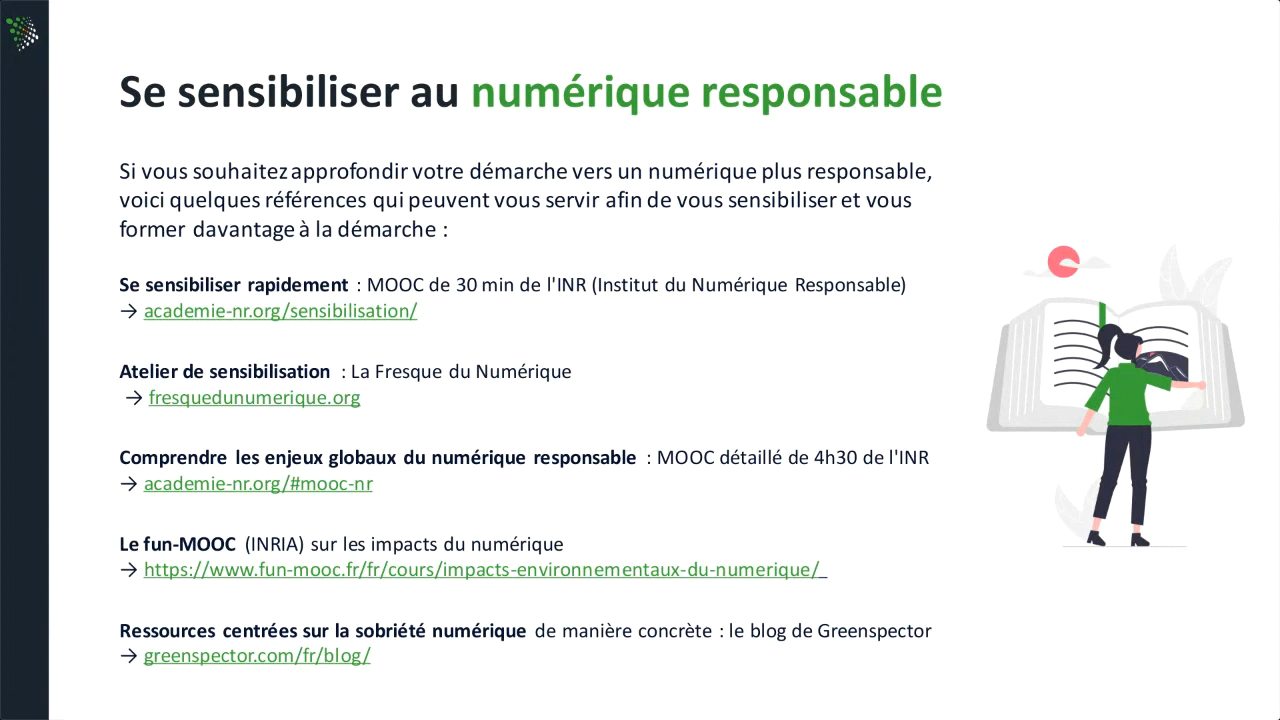 Se sensibiliser au numérique responsable
Si vous souhaitez approfondir votre démarche vers un numérique plus responsable,
voici quelques références qui peuvent vous servir afin de vous sensibiliser et vous
former davantage à la démarche :
Se sensibiliser rapidement : MOOC de 30 min de l'INR (Institut du Numérique Responsable)
→ academie-nr.org/sensibilisation/
Atelier de sensibilisation : La Fresque du Numérique
→ fresquedunumerique.org
Comprendre les enjeux globaux du numérique responsable : MOOC détaillé de 4h30 de l'INR
→ academie-nr.org/#mooc-nr
Le fun-MOOC (INRIA) sur les impacts du numérique
→ https://www.fun-mooc.fr/fr/cours/impacts-environnementaux-du-numerique/
Ressources centrées sur la sobriété numérique de manière concrète : le blog de Greenspector
→ greenspector.com/fr/blog/